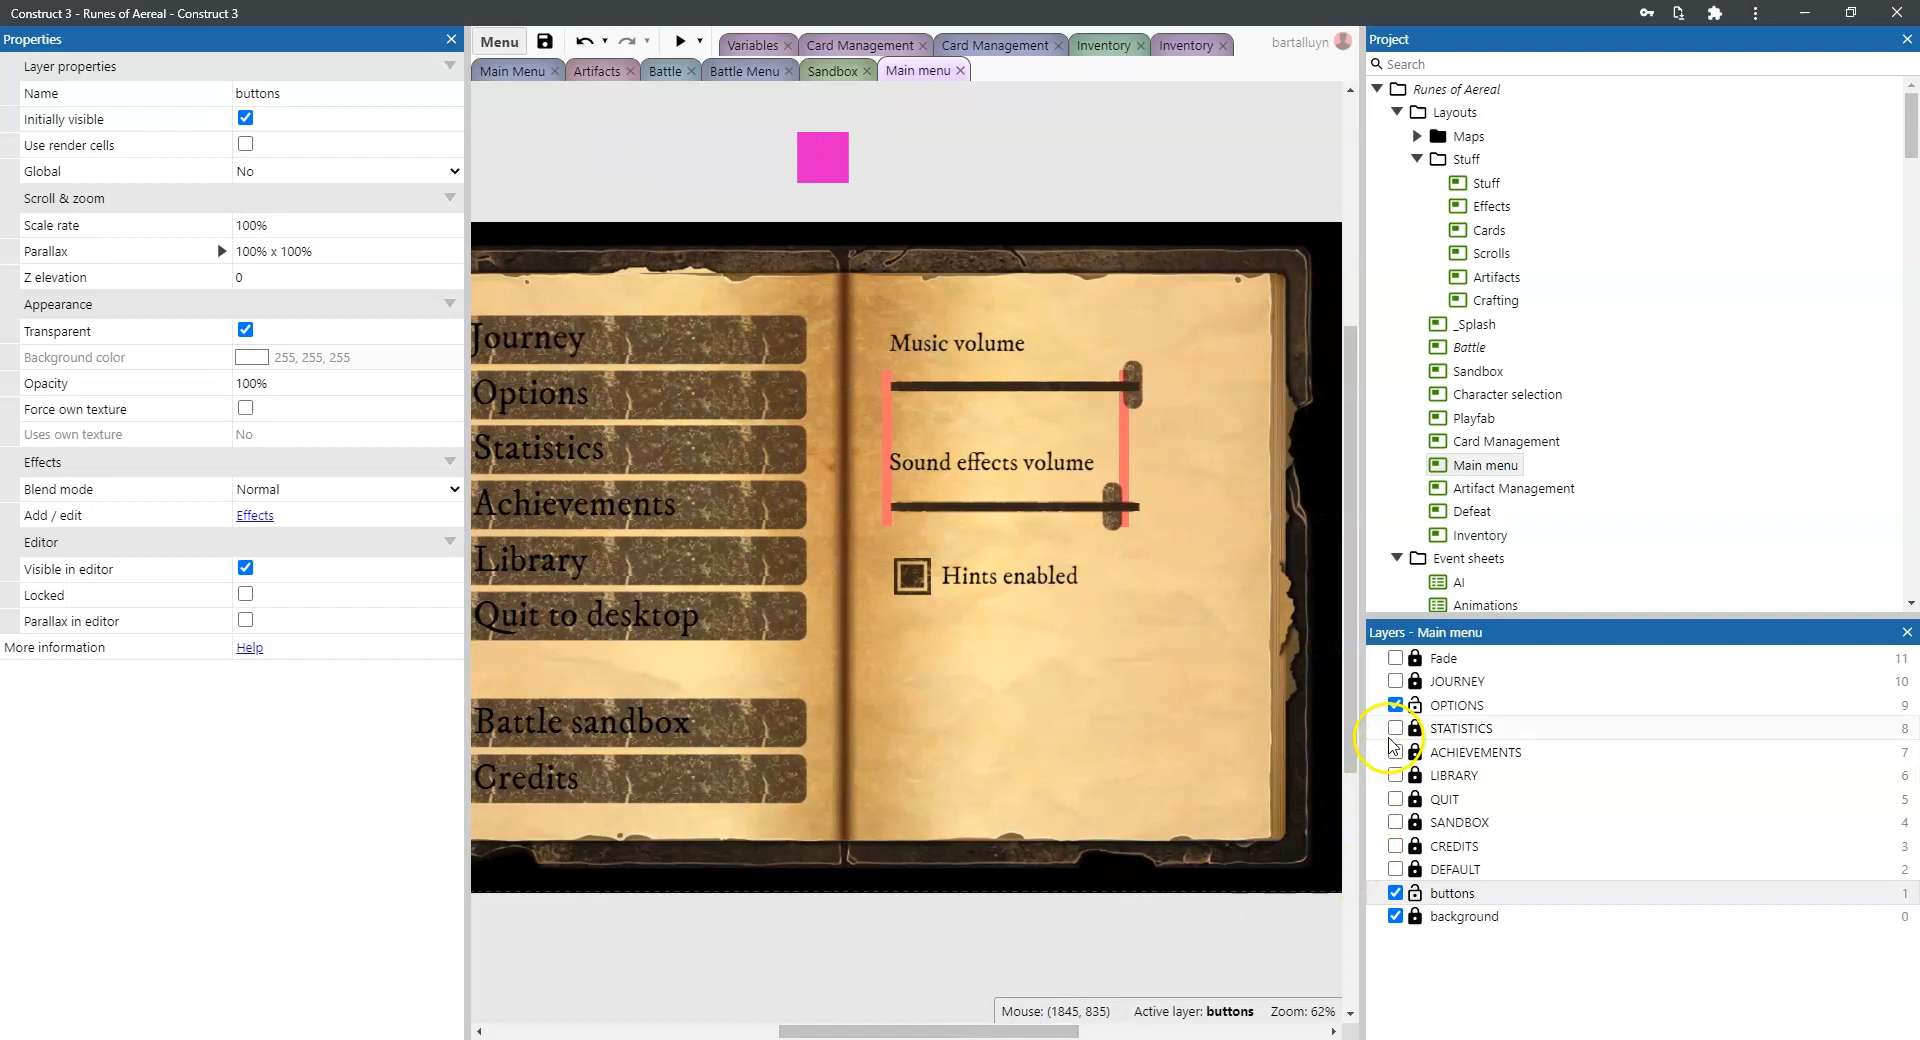 Construct 3 - Runes of Aereal - Construct 3
Properties
Layer properties
Name buttons
Initially visible
Use render cells
Global No
Scroll & zoom
Scale rate 100%
Parallax 100% x 100%
Z elevation 0
Appearance
Transparent
Background color 255, 255, 255
Opacity 100%
Force own texture
Uses own texture No
Effects
Blend mode Normal
Add / edit Effects
Editor
Visible in editor
Locked
Parallax in editor
More information Help
Menu
Variables Card Management Card Management Inventory Inventory
bartalluyn
Main Menu Artifacts Battle Battle Menu Sandbox Main menu
Journey
Options
Statistics
Achievements
Library
Quit to desktop
Battle sandbox
Credits
Music volume
Sound effects volume
Hints enabled
Mouse: (1845, 835) Active layer: buttons Zoom: 62%
Project
Search
Runes of Aereal
Layouts
Maps
Stuff
Stuff
Effects
Cards
Scrolls
Artifacts
Crafting
_Splash
Battle
Sandbox
Character selection
Playfab
Card Management
Main menu
Artifact Management
Defeat
Inventory
Event sheets
AI
Animations
Layers - Main menu
Fade 11
JOURNEY 10
OPTIONS 9
STATISTICS 8
ACHIEVEMENTS 7
LIBRARY 6
QUIT 5
SANDBOX 4
CREDITS 3
DEFAULT 2
buttons 1
background 0